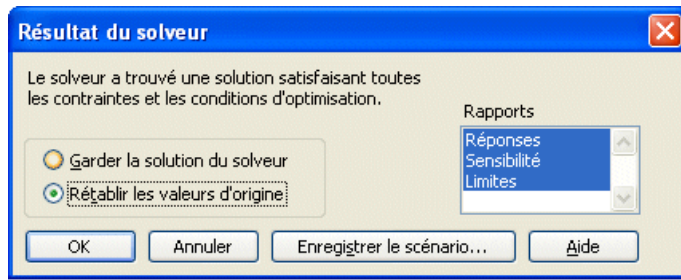 Résultat du solveur
Le solveur a trouvé une solution satisfaisant toutes
les contraintes et les conditions d'optimisation.
Rapports
Réponses
Sensibilité
Limites
Garder la solution du solveur
Rétablir les valeurs d'origine
OK
Annuler
Enregistrer le scénario...
Aide